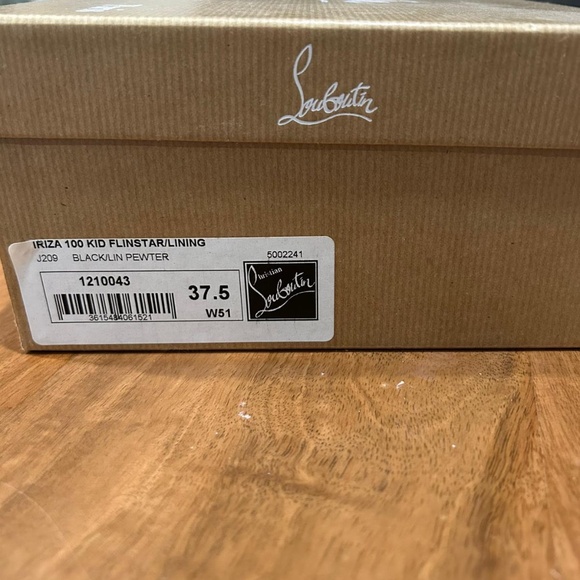 Louboutin
IRIZA 100 KID FLINSTAR/LINING
J209 BLACK/LIN PEWTER 5002241
1210043
37.5
W51
3615484061521
Christian
Louboutin